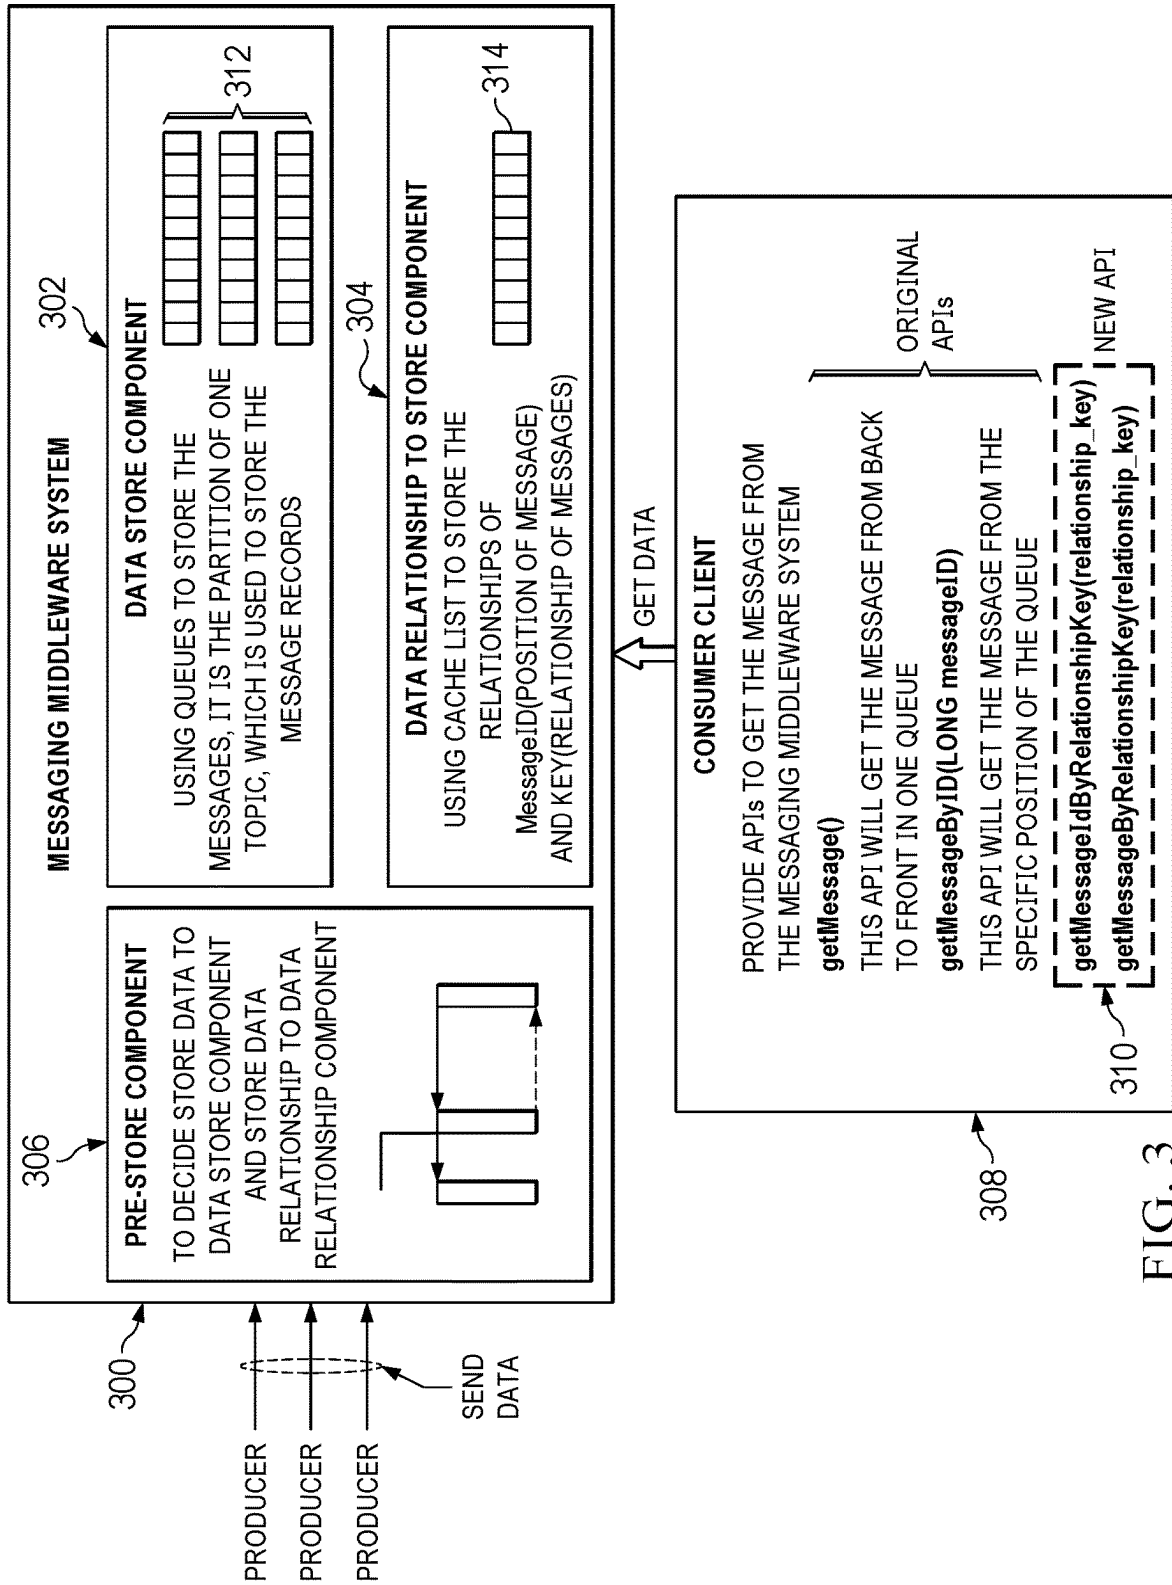 MESSAGING MIDDLEWARE SYSTEM
300
306
PRE-STORE COMPONENT
TO DECIDE STORE DATA TO
DATA STORE COMPONENT
AND STORE DATA
RELATIONSHIP TO DATA
RELATIONSHIP COMPONENT
302
DATA STORE COMPONENT
USING QUEUES TO STORE THE
MESSAGES, IT IS THE PARTITION OF ONE
TOPIC, WHICH IS USED TO STORE THE
MESSAGE RECORDS
312
304
DATA RELATIONSHIP TO STORE COMPONENT
USING CACHE LIST TO STORE THE
RELATIONSHIPS OF
MessageID(POSITION OF MESSAGE)
AND KEY(RELATIONSHIP OF MESSAGES)
314
PRODUCER
PRODUCER
PRODUCER
SEND
DATA
GET DATA
CONSUMER CLIENT
PROVIDE APIs TO GET THE MESSAGE FROM
THE MESSAGING MIDDLEWARE SYSTEM
getMessage()
THIS API WILL GET THE MESSAGE FROM BACK
TO FRONT IN ONE QUEUE
getMessageByID(LONG messageID)
THIS API WILL GET THE MESSAGE FROM THE
SPECIFIC POSITION OF THE QUEUE
ORIGINAL
APIs
getMessageIdByRelationshipKey(relationship_key)
getMessageByRelationshipKey(relationship_key)
NEW API
310
308
FIG. 3